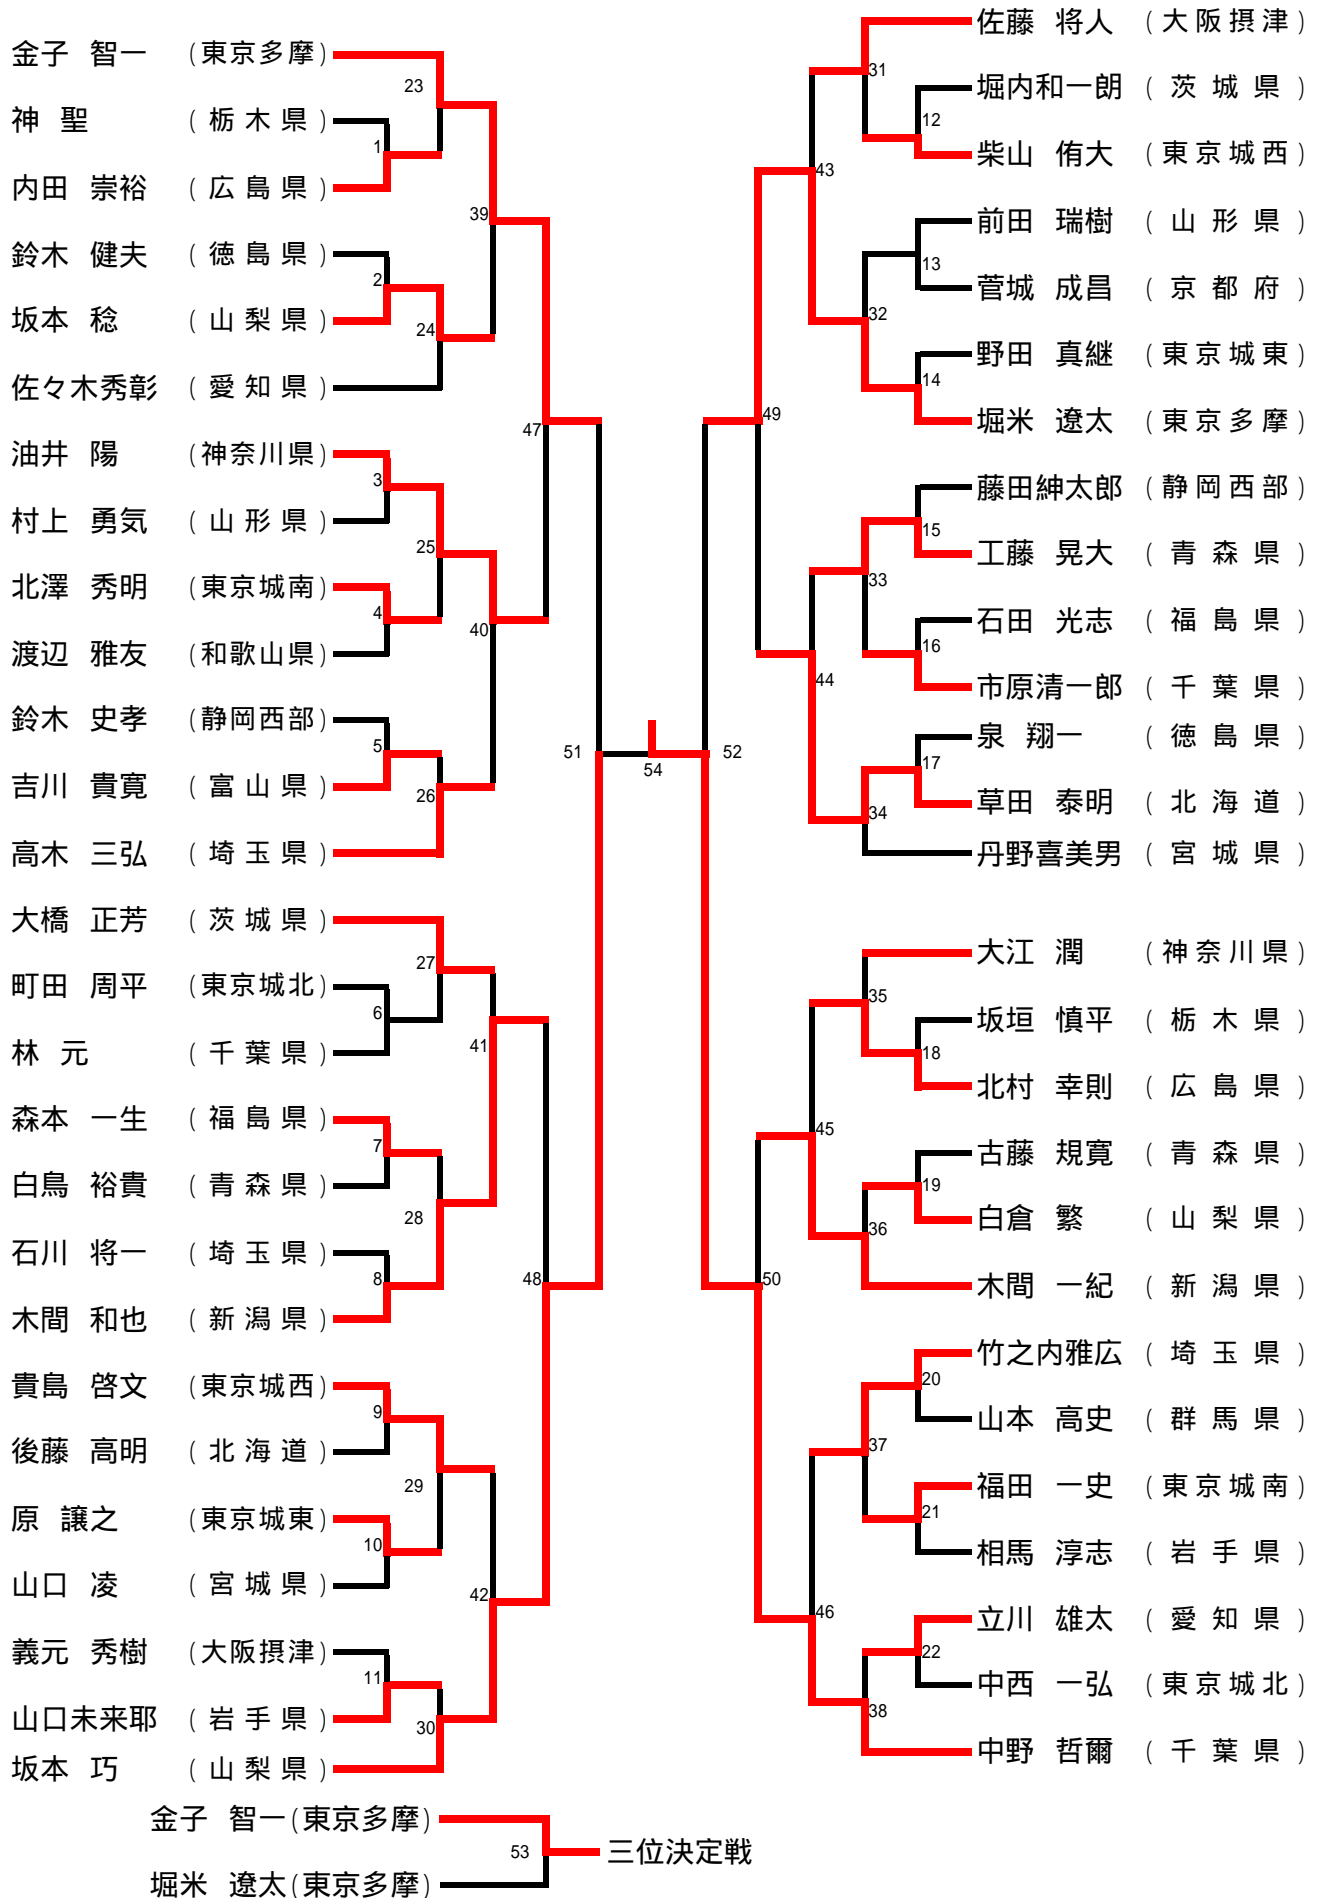 金子 智一 (東京多摩)
神 聖 (栃木県)
内田 崇裕 (広島県)
鈴木 健夫 (徳島県)
坂本 稔 (山梨県)
佐々木秀彰 (愛知県)
油井 陽 (神奈川県)
村上 勇気 (山形県)
北澤 秀明 (東京城南)
渡辺 雅友 (和歌山県)
鈴木 史孝 (静岡西部)
吉川 貴寛 (富山県)
高木 三弘 (埼玉県)
大橋 正芳 (茨城県)
町田 周平 (東京城北)
林 元 (千葉県)
森本 一生 (福島県)
白鳥 裕貴 (青森県)
石川 将一 (埼玉県)
木間 和也 (新潟県)
貴島 啓文 (東京城西)
後藤 高明 (北海道)
原 譲之 (東京城東)
山口 凌 (宮城県)
義元 秀樹 (大阪摂津)
山口未来耶 (岩手県)
坂本 巧 (山梨県)
1
2
3
4
5
6
7
8
9
10
11
23
24
25
26
27
28
29
30
39
40
41
42
47
48
51
54
52
49
50
43
44
45
46
31
32
33
34
35
36
37
38
12
13
14
15
16
17
18
19
20
21
22
佐藤 将人 (大阪摂津)
堀内和一朗 (茨城県)
柴山 侑大 (東京城西)
前田 瑞樹 (山形県)
菅城 成昌 (京都府)
野田 真継 (東京城東)
堀米 遼太 (東京多摩)
藤田紳太郎 (静岡西部)
工藤 晃大 (青森県)
石田 光志 (福島県)
市原清一郎 (千葉県)
泉 翔一 (徳島県)
草田 泰明 (北海道)
丹野喜美男 (宮城県)
大江 潤 (神奈川県)
坂垣 慎平 (栃木県)
北村 幸則 (広島県)
古藤 規寛 (青森県)
白倉 繁 (山梨県)
木間 一紀 (新潟県)
竹之内雅広 (埼玉県)
山本 高史 (群馬県)
福田 一史 (東京城南)
相馬 淳志 (岩手県)
立川 雄太 (愛知県)
中西 一弘 (東京城北)
中野 哲爾 (千葉県)
金子 智一(東京多摩)
53 三位決定戦
堀米 遼太(東京多摩)